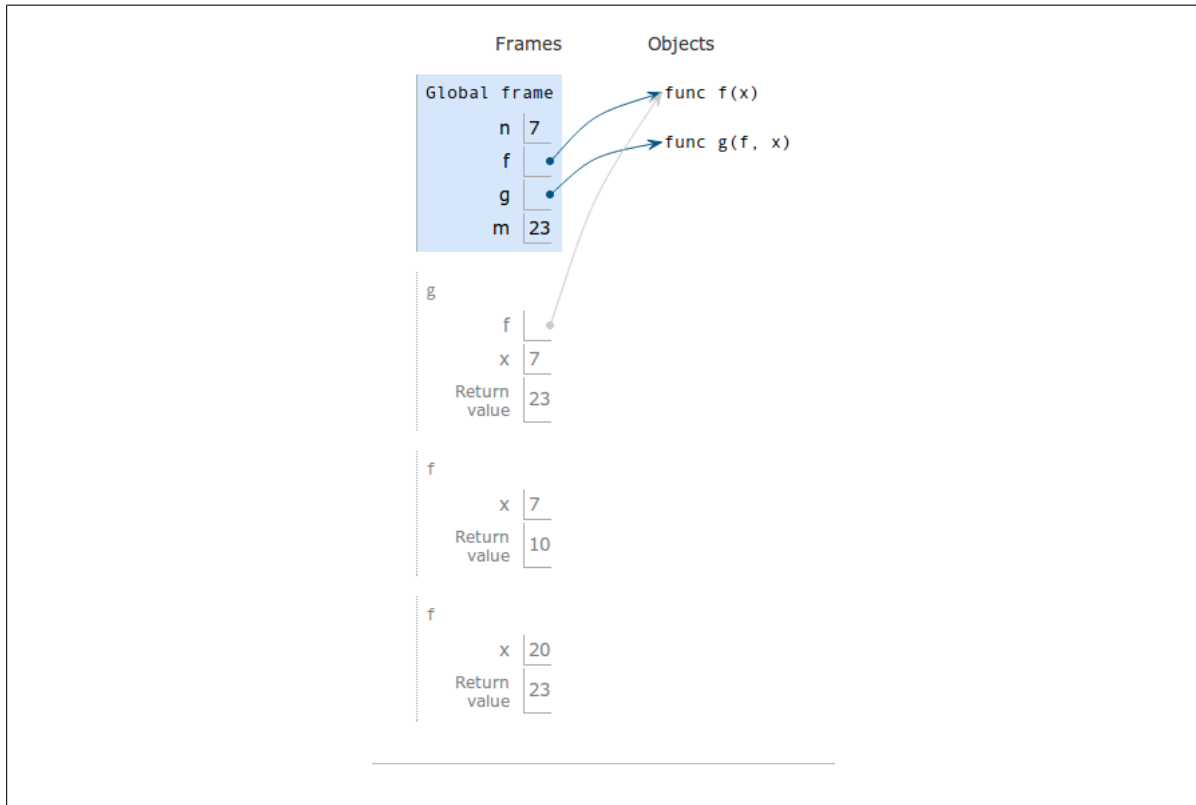 Frames Objects
Global frame func f(x)
n 7
func g(f, x)
f
g
m 23
g
f
x 7
Return
value 23
f
x 7
Return
value 10
f
x 20
Return
value 23